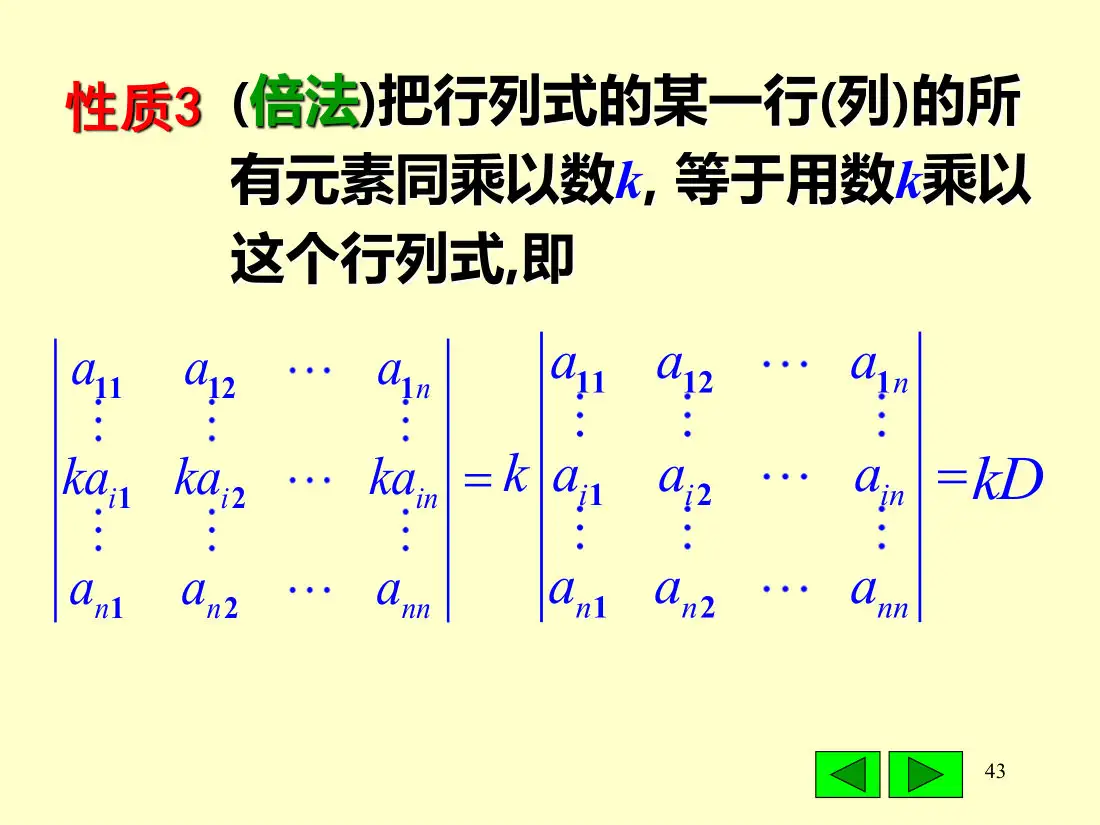 性质3 (倍法)把行列式的某一行(列)的所
有元素同乘以数k, 等于用数k乘以
这个行列式,即
a11 a12 ⋯ a1n a11 a12 ⋯ a1n
⋮ ⋮ ⋮ ⋮ ⋮ ⋮
kai1 kai2 ⋯ kain = k ai1 ai2 ⋯ ain = kD
⋮ ⋮ ⋮ ⋮ ⋮ ⋮
an1 an2 ⋯ ann an1 an2 ⋯ ann
43